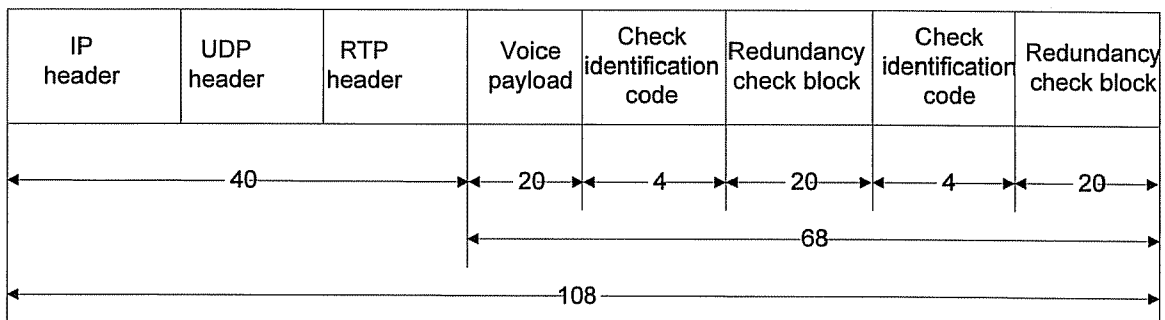 IP
header
UDP
header
RTP
header
Voice
payload
Check
identification
code
Redundancy
check block
Check
identification
code
Redundancy
check block
40
20
4
20
4
20
68
108